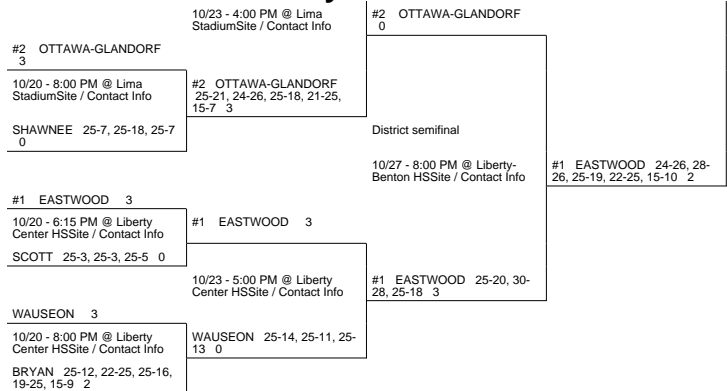 10/23 - 4:00 PM @ Lima
StadiumSite / Contact Info
#2 OTTAWA-GLANDORF
0
#2 OTTAWA-GLANDORF
3
10/20 - 8:00 PM @ Lima
StadiumSite / Contact Info
#2 OTTAWA-GLANDORF
25-21, 24-26, 25-18, 21-25,
15-7 3
SHAWNEE 25-7, 25-18, 25-7
0
District semifinal
10/27 - 8:00 PM @ Liberty-
Benton HSSite / Contact Info
#1 EASTWOOD 24-26, 28-
26, 25-19, 22-25, 15-10 2
#1 EASTWOOD 3
10/20 - 6:15 PM @ Liberty
Center HSSite / Contact Info
#1 EASTWOOD 3
SCOTT 25-3, 25-3, 25-5 0
10/23 - 5:00 PM @ Liberty
Center HSSite / Contact Info
#1 EASTWOOD 25-20, 30-
28, 25-18 3
WAUSEON 3
10/20 - 8:00 PM @ Liberty
Center HSSite / Contact Info
WAUSEON 25-14, 25-11, 25-
13 0
BRYAN 25-12, 22-25, 25-16,
19-25, 15-9 2